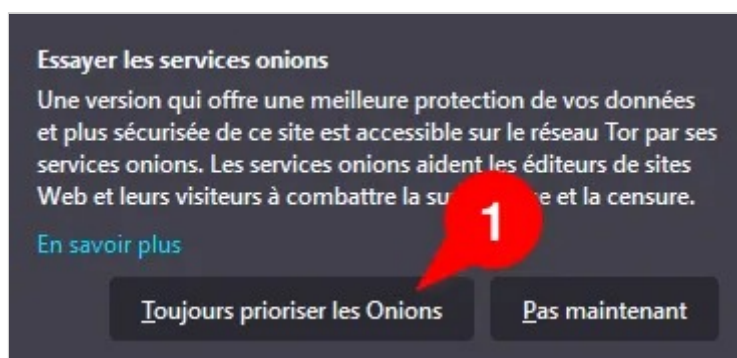 Essayer les services onions
Une version qui offre une meilleure protection de vos données
et plus sécurisée de ce site est accessible sur le réseau Tor par ses
services onions. Les services onions aident les éditeurs de sites
Web et leurs visiteurs à combattre la et la censure.
1
En savoir plus
Toujours prioriser les Onions Pas maintenant